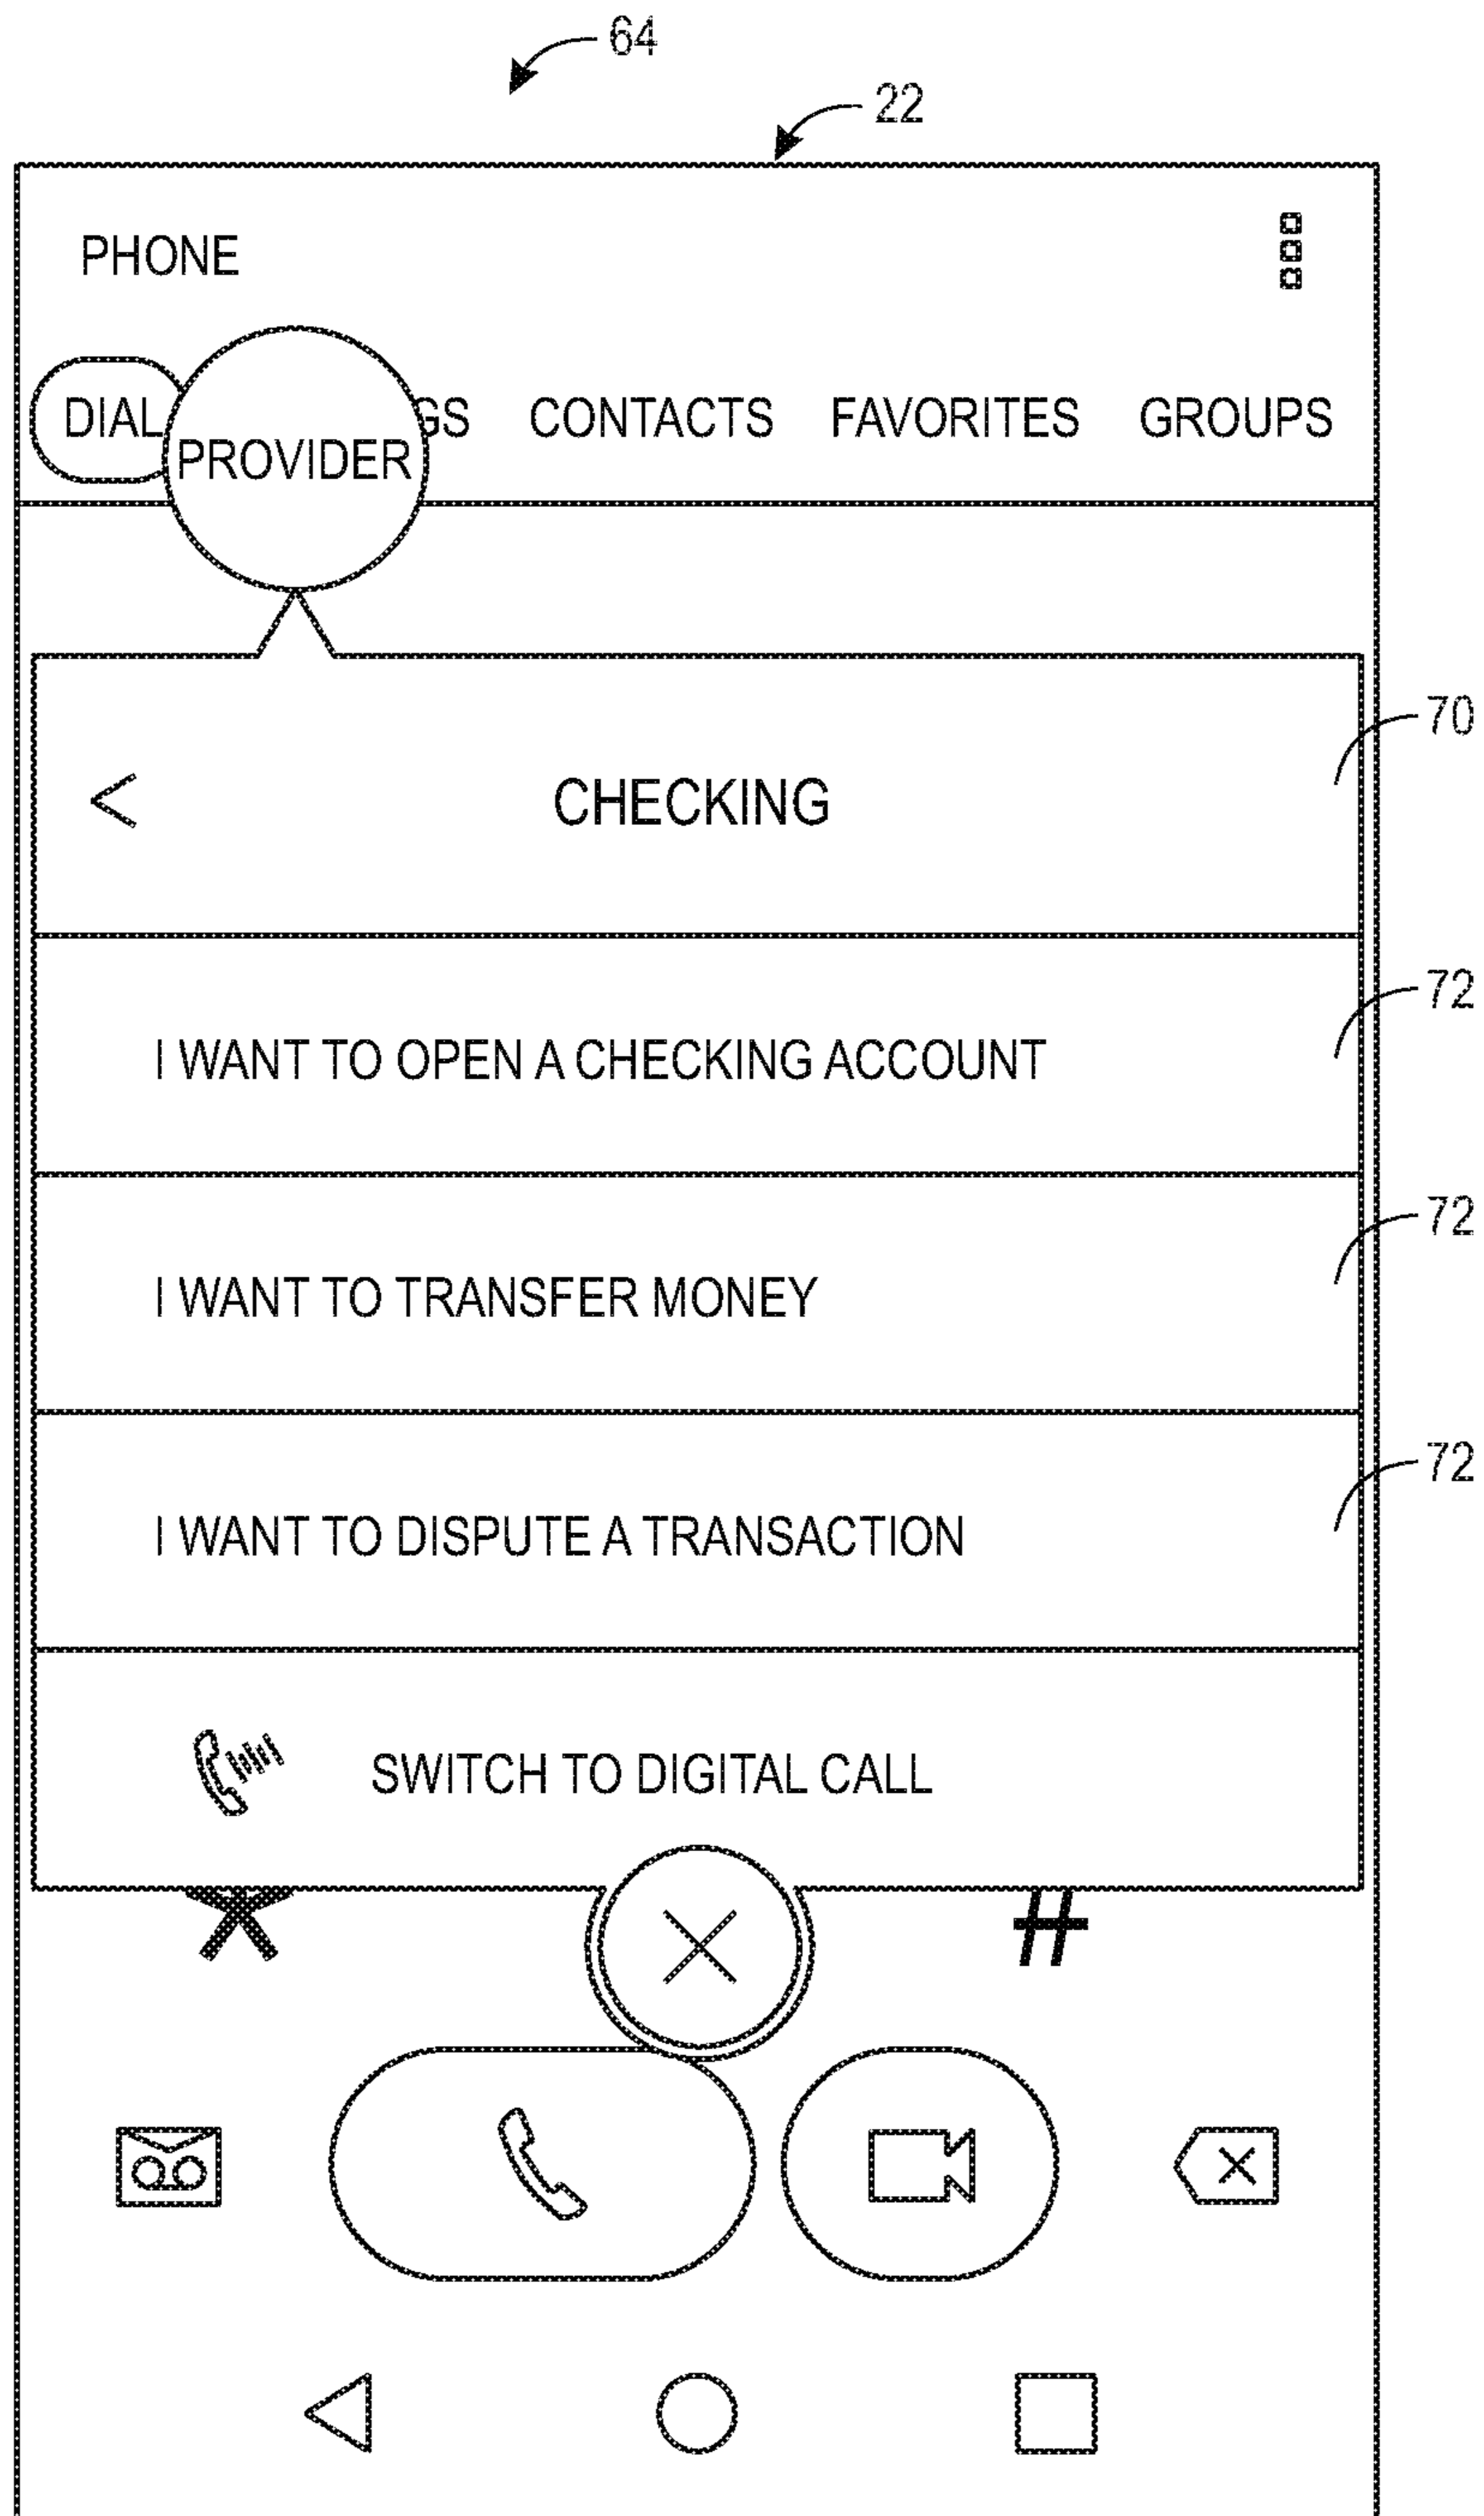 64
22
PHONE
DIAL GS CONTACTS FAVORITES GROUPS
PROVIDER
70
< CHECKING
72
I WANT TO OPEN A CHECKING ACCOUNT
72
I WANT TO TRANSFER MONEY
72
I WANT TO DISPUTE A TRANSACTION
SWITCH TO DIGITAL CALL
* #